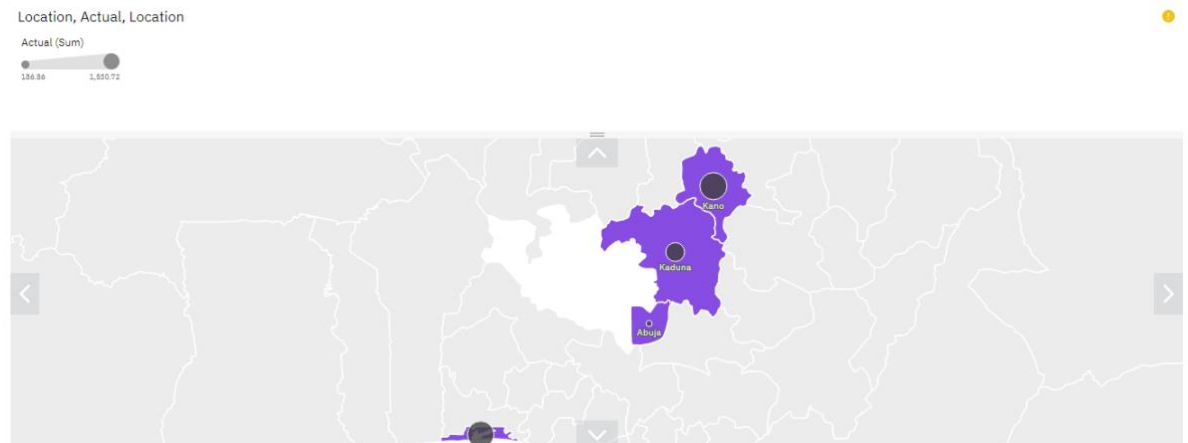 Location, Actual, Location
Actual (Sum)
186.86 1,550.72
Kano
Kaduna
Abuja